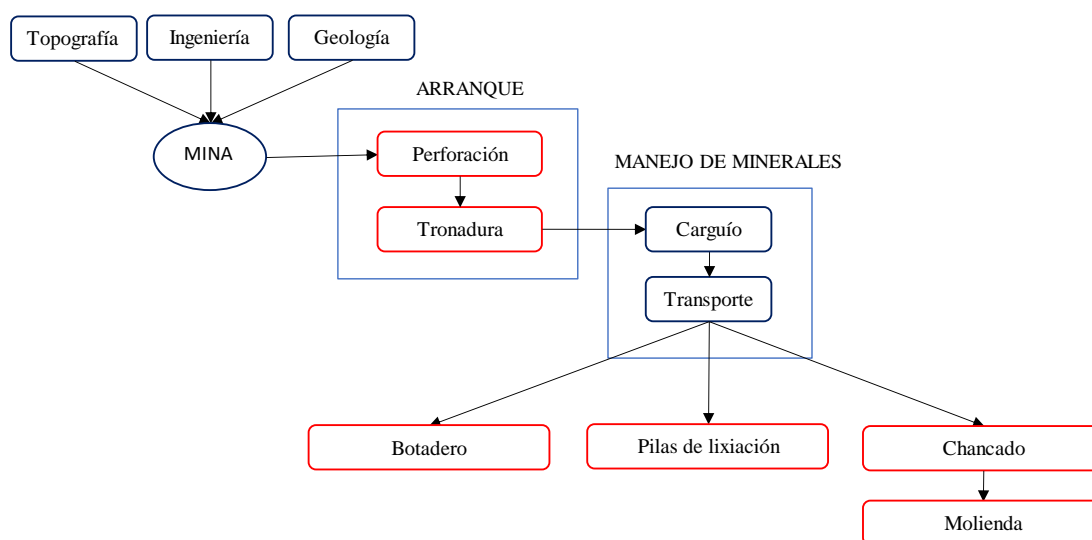 Topografía
Ingeniería
Geología
MINA
ARRANQUE
Perforación
Tronadura
MANEJO DE MINERALES
Carguío
Transporte
Botadero
Pilas de lixiación
Chancado
Molienda